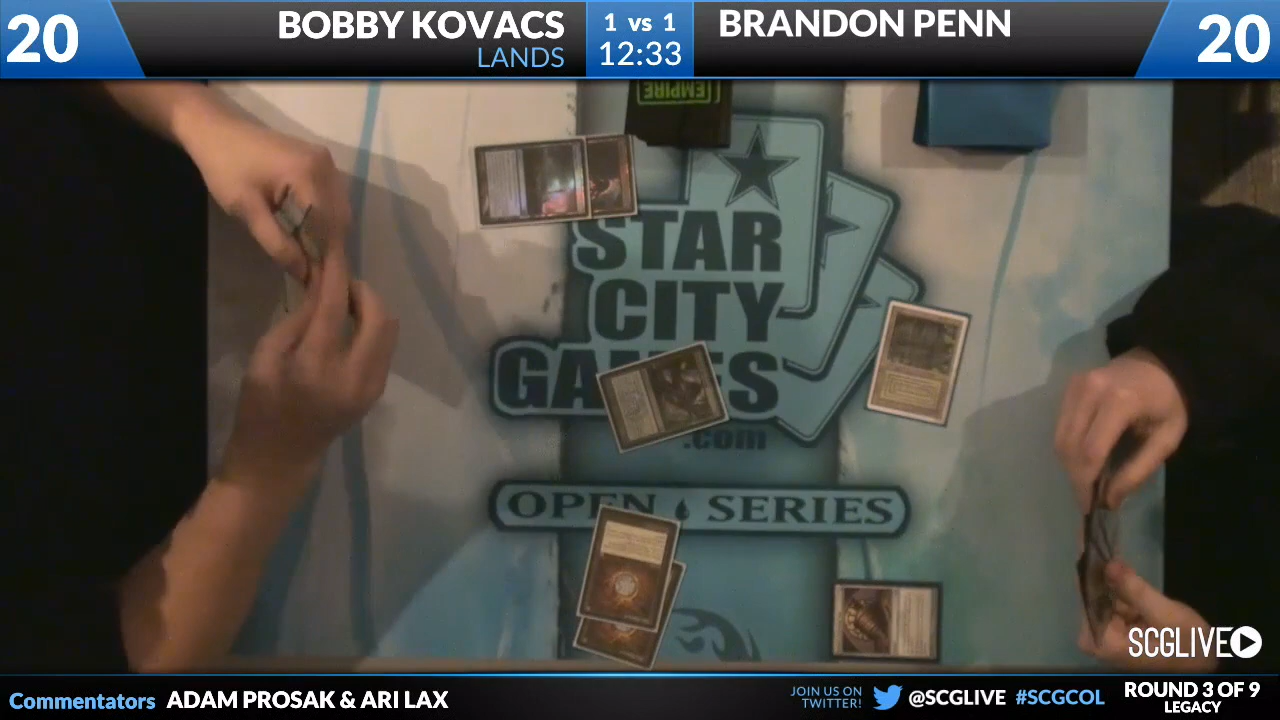 20
BOBBY KOVACS
LANDS
1 vs 1
12:33
BRANDON PENN
20
EMPIRE
STAR
CITY
GAMES
.com
OPEN SERIES
SCGLIVE
Commentators ADAM PROSAK & ARI LAX
JOIN US ON
TWITTER!
@SCGLIVE #SCGCOL
ROUND 3 OF 9
LEGACY